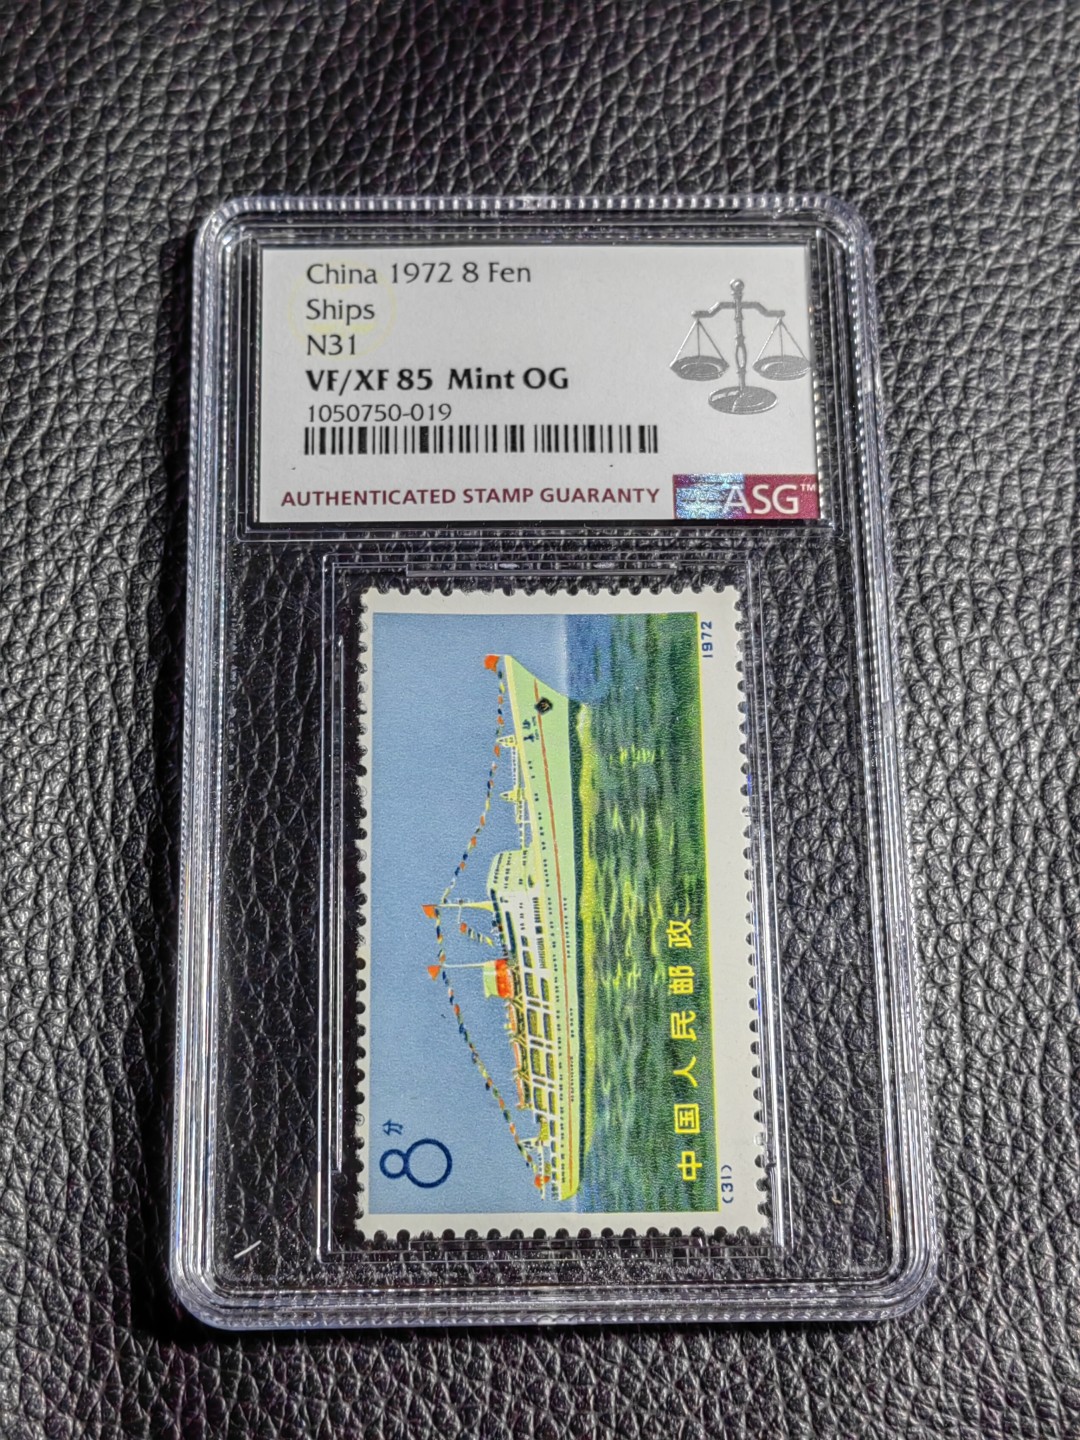 China 1972 8 Fen
Ships
N31
VF/XF 85 Mint OG
1050750-019
AUTHENTICATED STAMP GUARANTY
ASG™
8分
中国人民邮政
(31)
1972